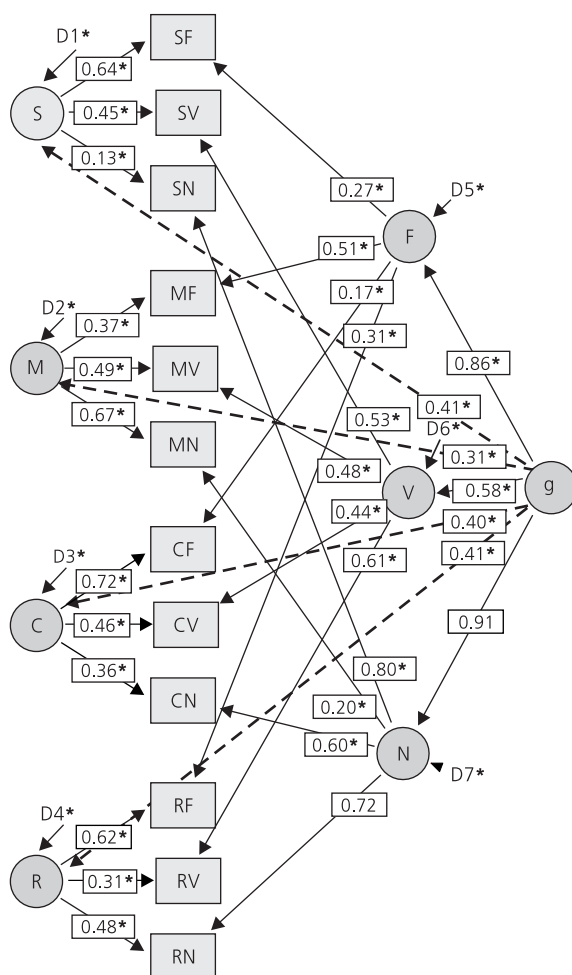 D1*
SF
0.64*
S
0.45*
SV
0.13*
SN
0.27*
D5*
F
0.51*
MF
D2*
0.37*
0.17*
0.31*
M
0.49*
MV
0.86*
0.67*
MN
0.53*
0.41*
D6*
0.31*
0.48*
V
0.58*
g
0.44*
0.40*
D3*
CF
0.72*
0.61*
0.41*
C
0.46*
CV
0.91
0.36*
CN
0.80*
0.20*
0.60*
N
D7*
RF
0.72
D4*
0.62*
R
0.31*
RV
0.48*
RN